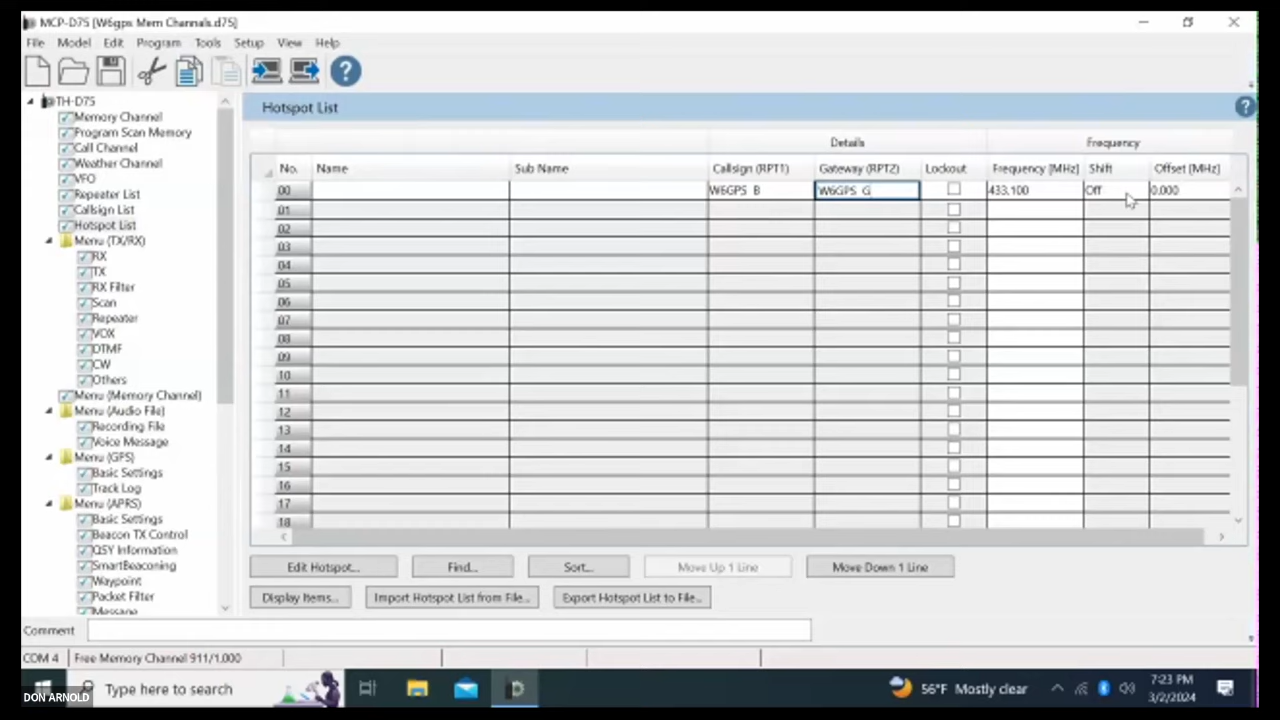 MCP-D75 [W6gps Mem Channels.d75]
File Model Edit Program Tools Setup View Help
TH-D75
Memory Channel
Program Scan Memory
Call Channel
Weather Channel
VFO
Repeater List
Callsign List
Hotspot List
Menu (TX/RX)
RX
TX
RX Filter
Scan
Repeater
VOX
DTMF
CW
Others
Menu (Memory Channel)
Menu (Audio File)
Recording File
Voice Message
Menu (GPS)
Basic Settings
Track Log
Menu (APRS)
Basic Settings
Beacon TX Control
QSY Information
SmartBeaconing
Waypoint
Packet Filter
Message
Hotspot List
Details Frequency
No. Name Sub Name Callsign (RPT1) Gateway (RPT2) Lockout Frequency [MHz] Shift Offset [MHz]
00 W6GPS B W6GPS G 433.100 Off 0.000
01
02
03
04
05
06
07
08
09
10
11
12
13
14
15
16
17
18
Edit Hotspot... Find... Sort... Move Up 1 Line Move Down 1 Line
Display Items... Import Hotspot List from File... Export Hotspot List to File...
Comment
COM 4 Free Memory Channel 911/1,000
DON ARNOLD
Type here to search
56°F Mostly clear
7:23 PM
3/2/2024